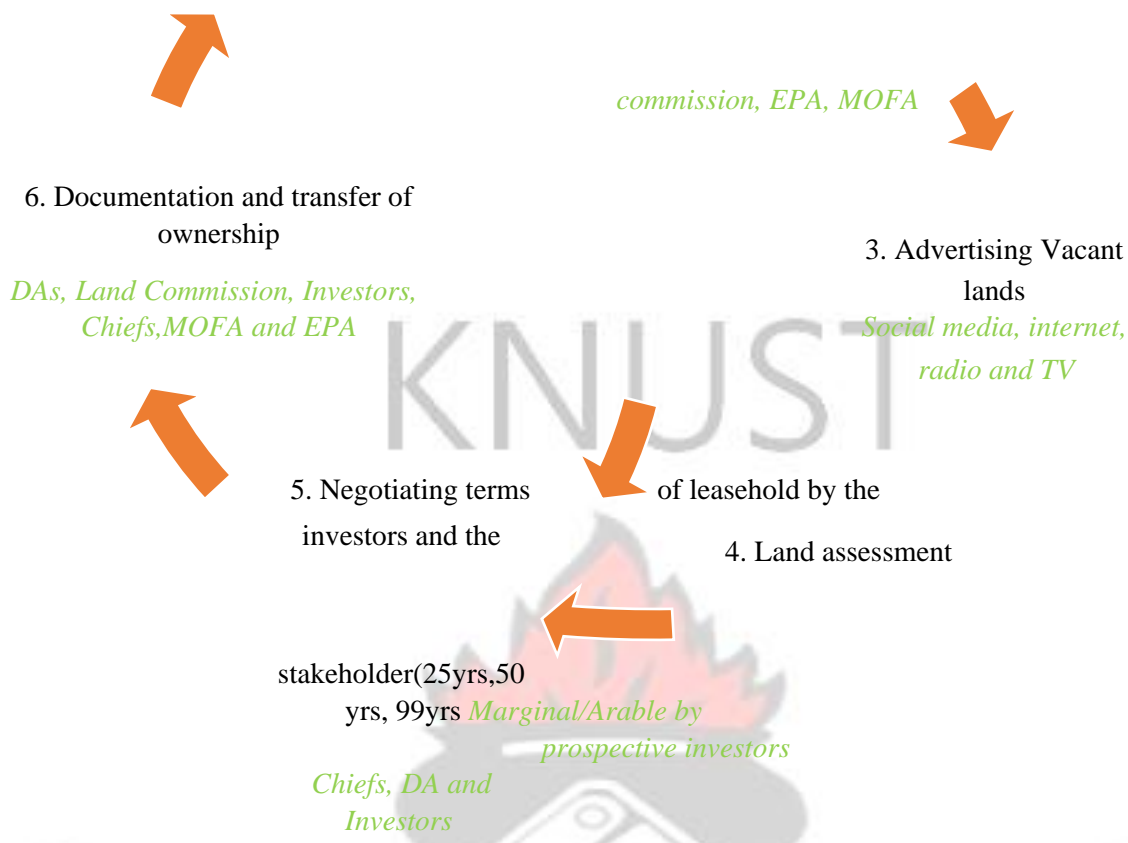 commission, EPA, MOFA
6. Documentation and transfer of
ownership
DAs, Land Commission, Investors,
Chiefs,MOFA and EPA
3. Advertising Vacant
lands
Social media, internet,
radio and TV
KNUST
5. Negotiating terms of leasehold by the
investors and the
4. Land assessment
stakeholder(25yrs,50
yrs, 99yrs Marginal/Arable by
prospective investors
Chiefs, DA and
Investors